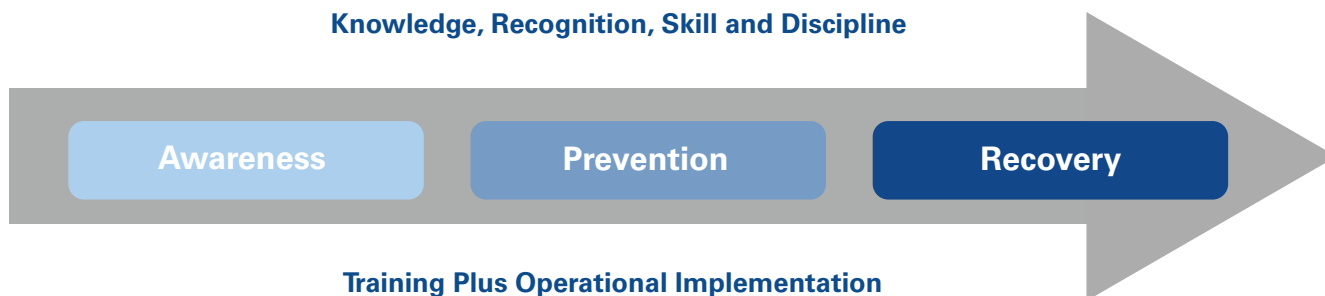 Knowledge, Recognition, Skill and Discipline
Awareness
Prevention
Recovery
Training Plus Operational Implementation